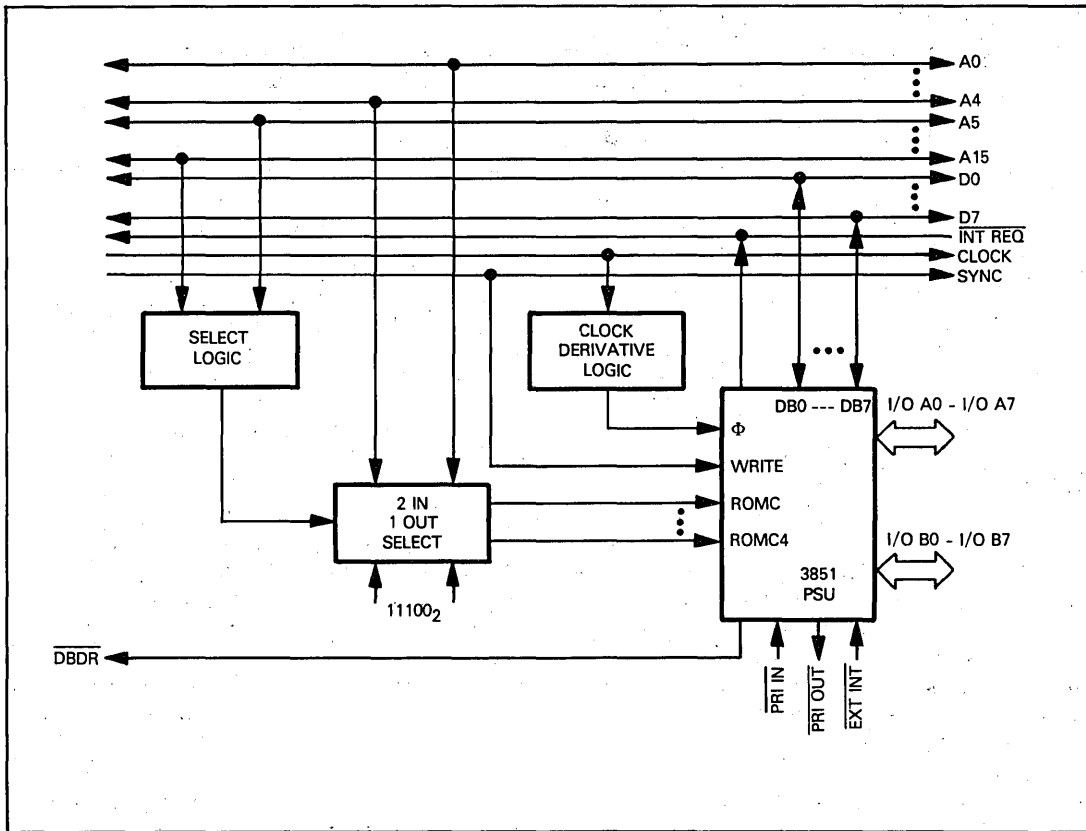 A0
A4
A5
A15
D0
D7
INT REQ
CLOCK
SYNC
SELECT
LOGIC
CLOCK
DERIVATIVE
LOGIC
DB0 --- DB7
I/O A0 - I/O A7
Φ
WRITE
2 IN
1 OUT
SELECT
ROMC
ROMC4
I/O B0 - I/O B7
3851
PSU
11100₂
DBDR
PRI IN
PRI OUT
EXT INT